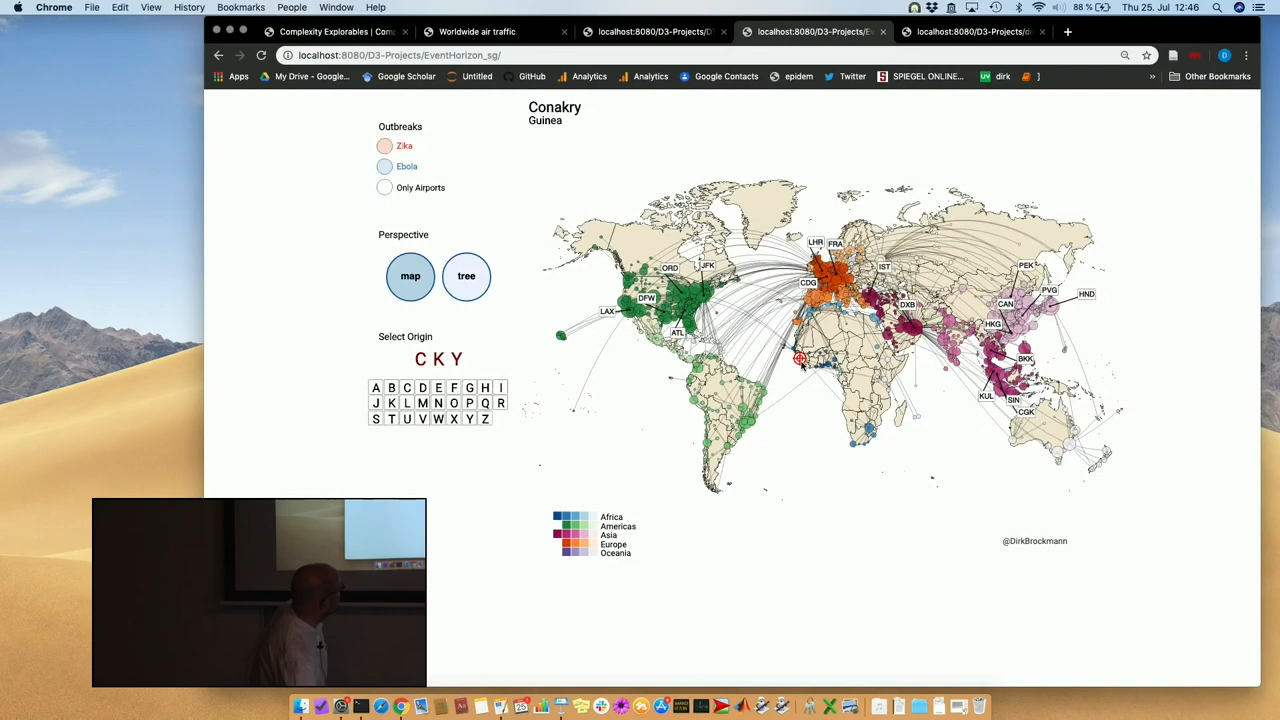 Chrome File Edit View History Bookmarks People Window Help 88 % Thu 25. Jul 12:46
Complexity Explorables | Com Worldwide air traffic localhost:8080/D3-Projects/D localhost:8080/D3-Projects/Ev localhost:8080/D3-Projects/d
localhost:8080/D3-Projects/EventHorizon_sg/
Apps My Drive - Google... Google Scholar Untitled GitHub Analytics Analytics Google Contacts epidem Twitter SPIEGEL ONLINE... dirk ] » Other Bookmarks
Conakry
Guinea
Outbreaks
Zika
Ebola
Only Airports
Perspective
map tree
Select Origin
C K Y
A B C D E F G H I
J K L M N O P Q R
S T U V W X Y Z
LHR FRA
ORD JFK IST PEK
CDG
DFW DXB CAN PVG HND
LAX
ATL HKG
BKK
KUL SIN
CGK
Africa
Americas
Asia
Europe
Oceania
@DirkBrockmann